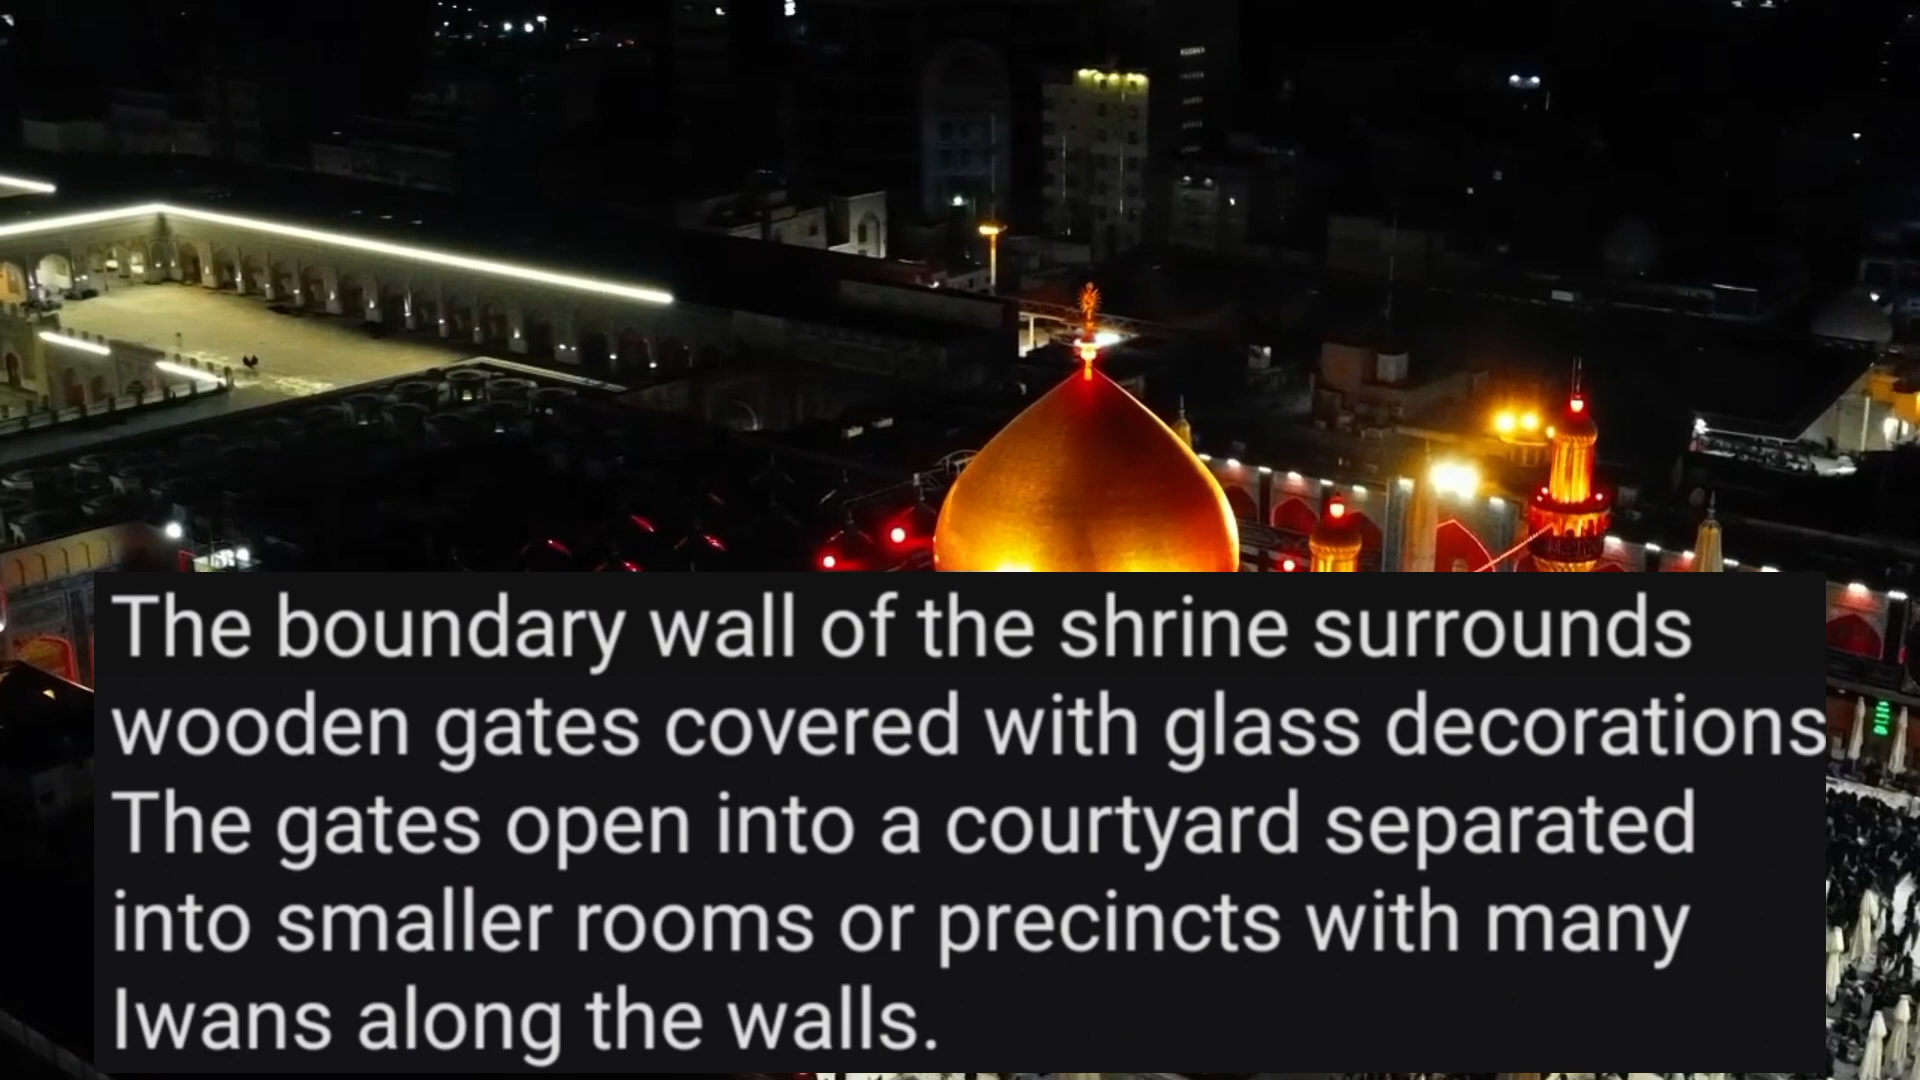 The boundary wall of the shrine surrounds
wooden gates covered with glass decorations
The gates open into a courtyard separated
into smaller rooms or precincts with many
Iwans along the walls.